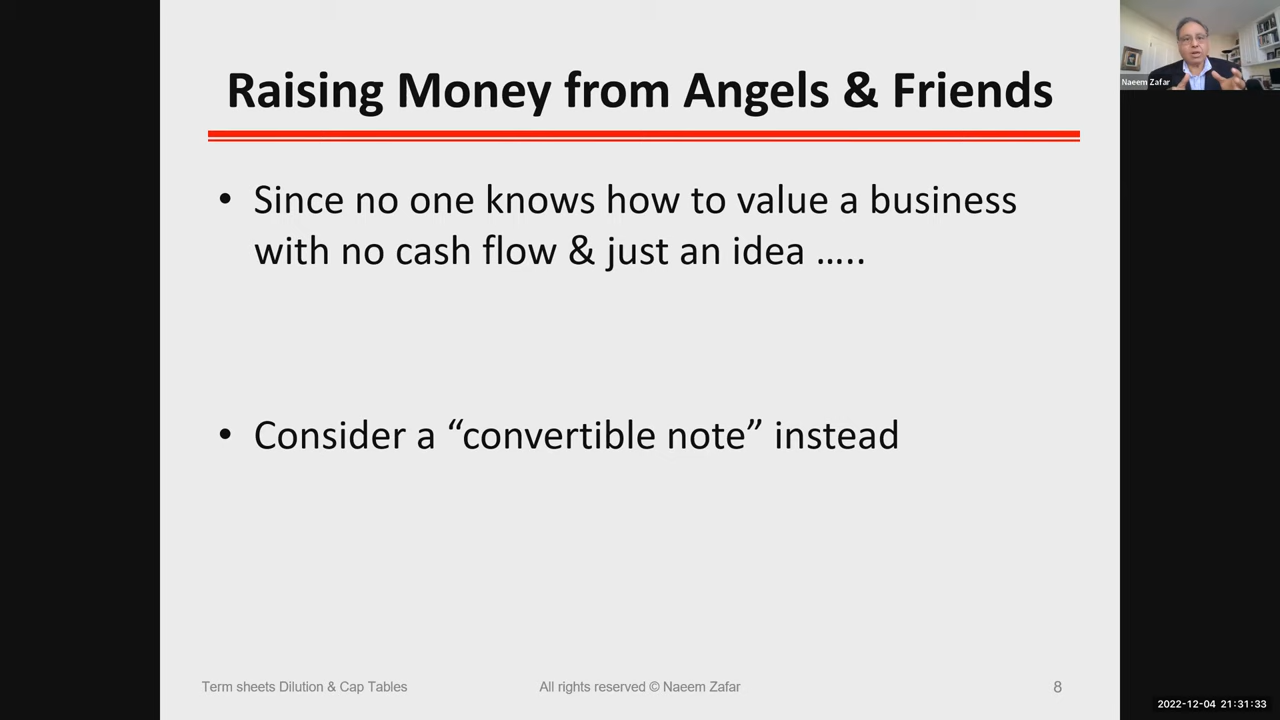 Raising Money from Angels & Friends
• Since no one knows how to value a business
with no cash flow & just an idea …..
• Consider a “convertible note” instead
Term sheets Dilution & Cap Tables
All rights reserved © Naeem Zafar
8
Naeem Zafar
2022-12-04 21:31:33